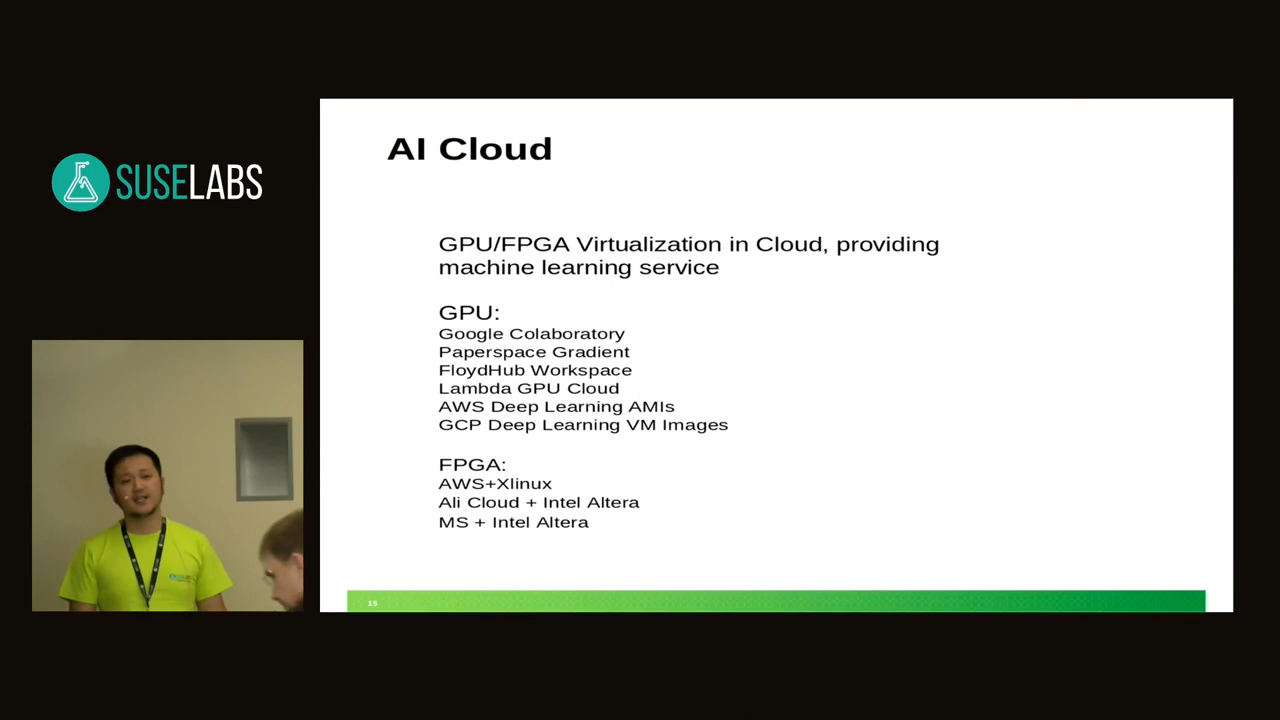 SUSELABS
AI Cloud
GPU/FPGA Virtualization in Cloud, providing
machine learning service
GPU:
Google Colaboratory
Paperspace Gradient
FloydHub Workspace
Lambda GPU Cloud
AWS Deep Learning AMIs
GCP Deep Learning VM Images
FPGA:
AWS+Xlinux
Ali Cloud + Intel Altera
MS + Intel Altera